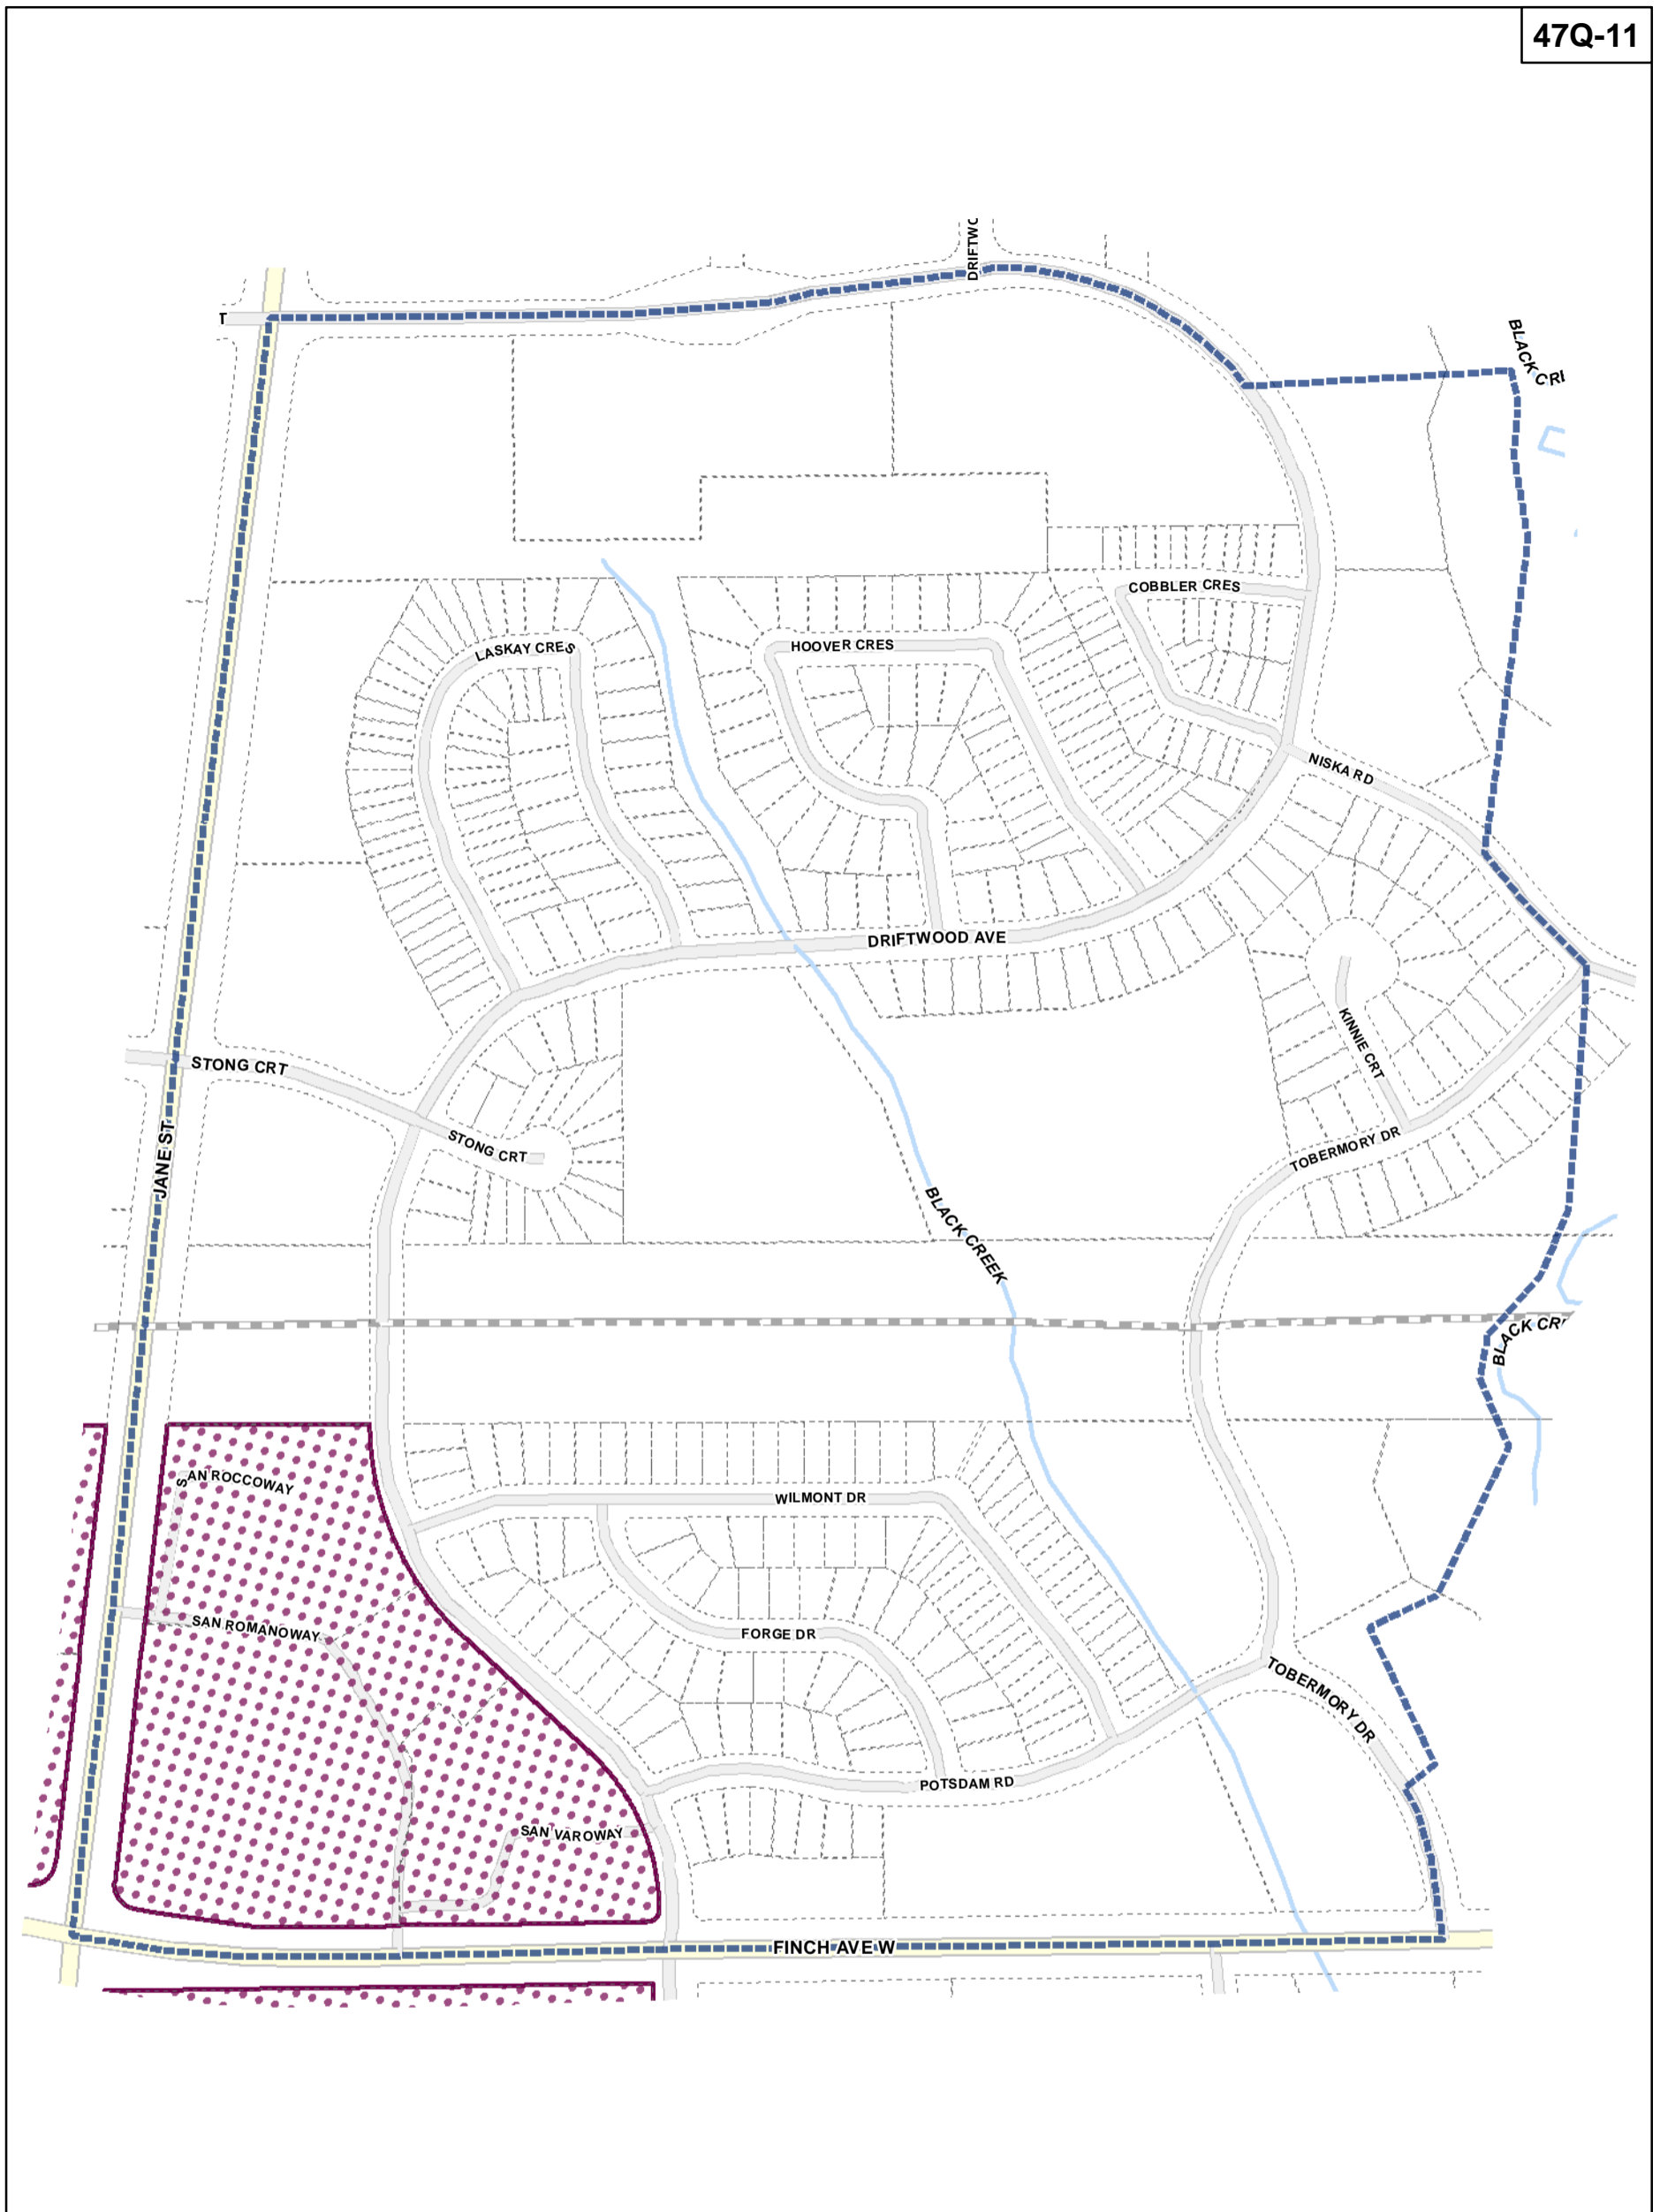 47Q-11
DRIFTWO
T
BLACK CRI
COBBLER CRES
LASKAY CRES
HOOVER CRES
NISKA RD
DRIFTWOOD AVE
KINNIE CRT
STONG CRT
STONG CRT
JANE ST
TOBERMORY DR
BLACK CREEK
BLACK CR
SAN ROCCOWAY
WILMONT DR
SAN ROMANOWAY
FORGE DR
TOBERMORY DR
POTSDAM RD
SAN VAROWAY
FINCH AVE W